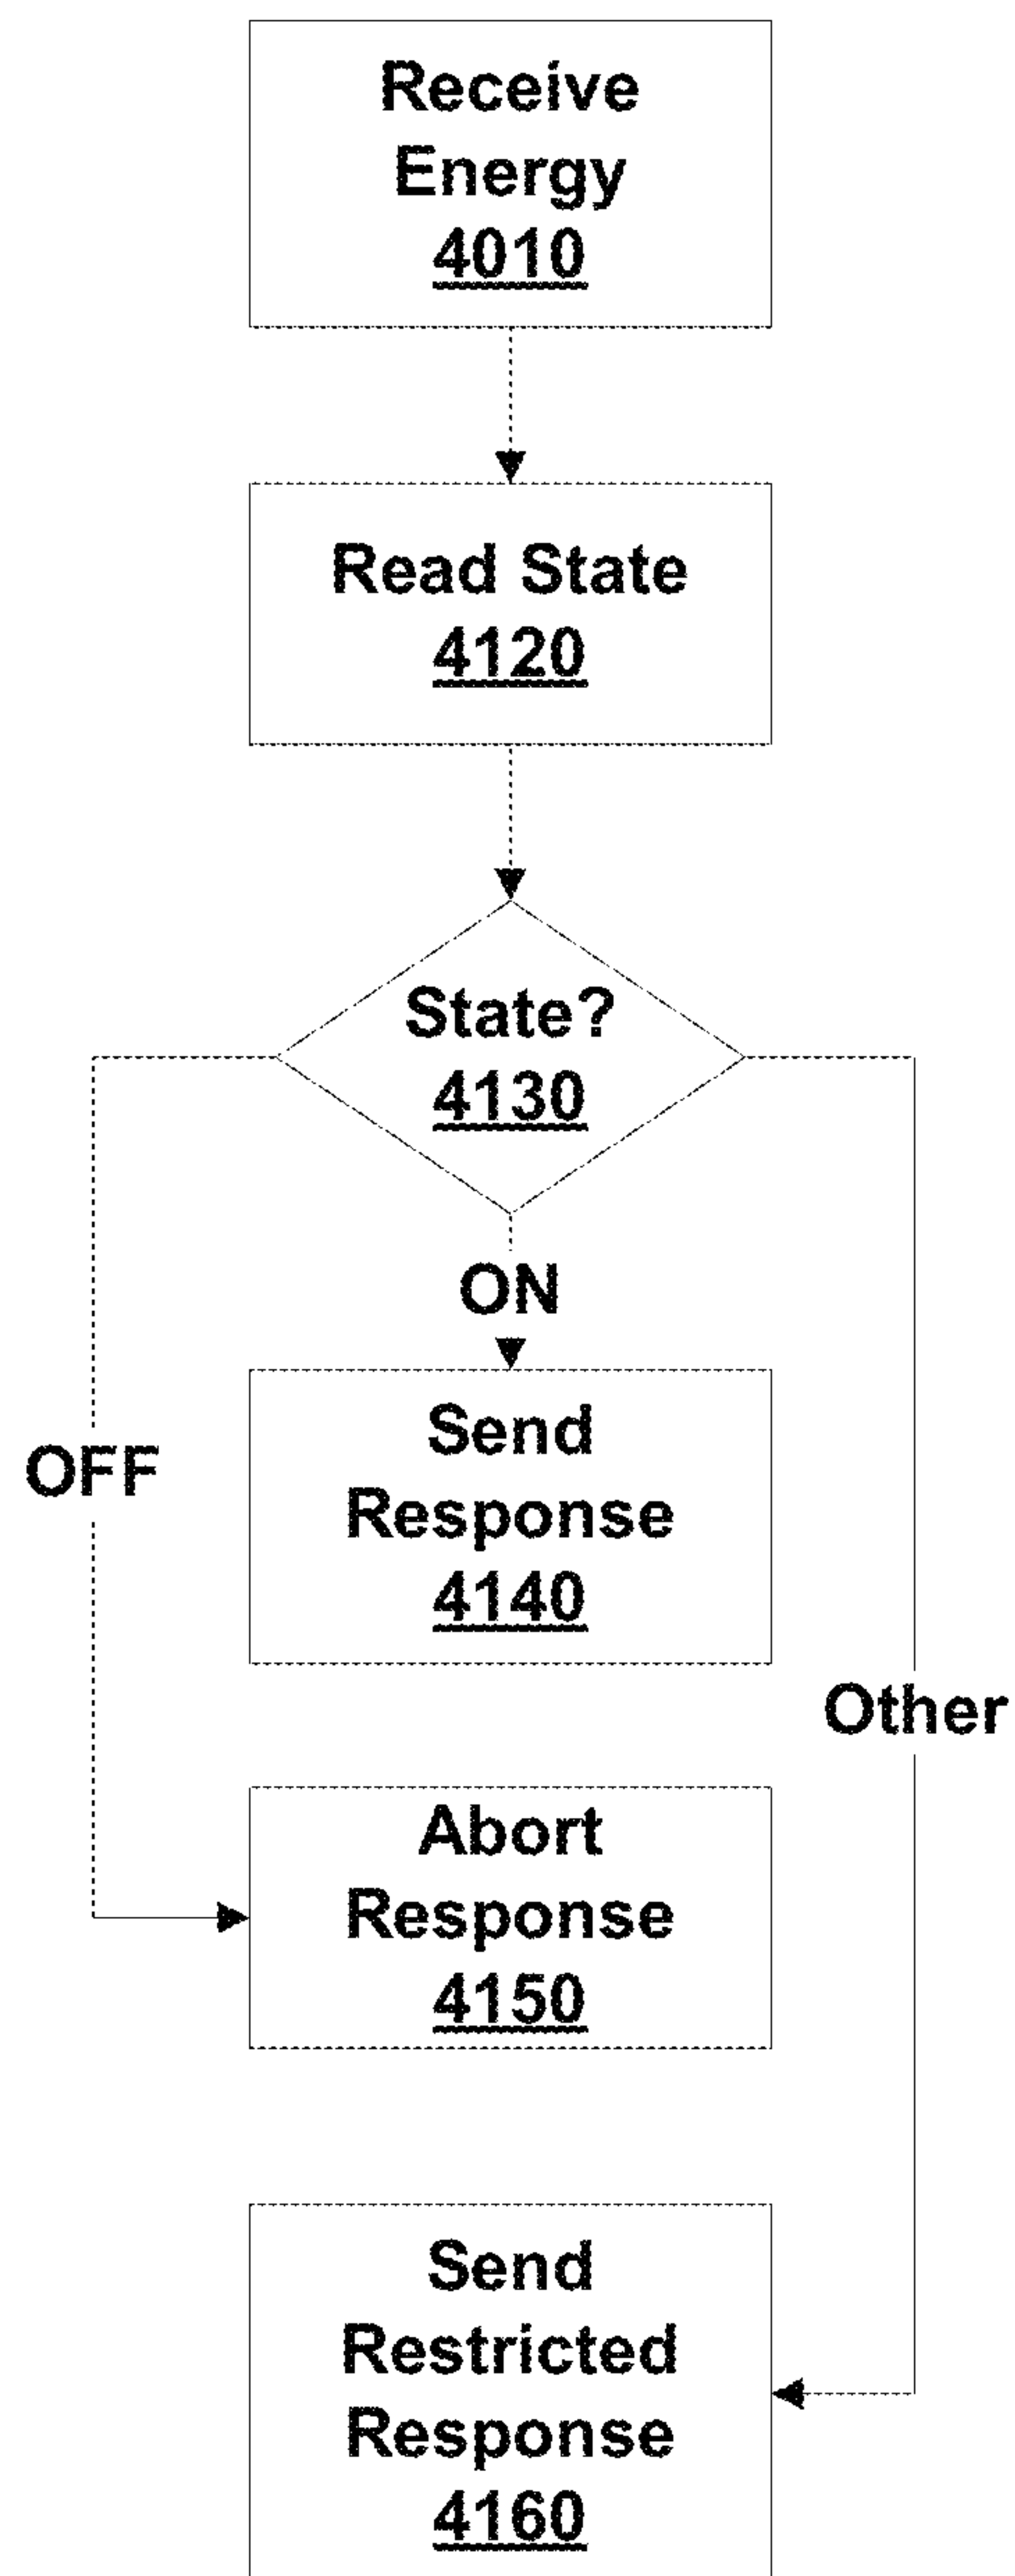 Receive
Energy
4010
Read State
4120
State?
4130
ON
OFF
Send
Response
4140
Other
Abort
Response
4150
Send
Restricted
Response
4160